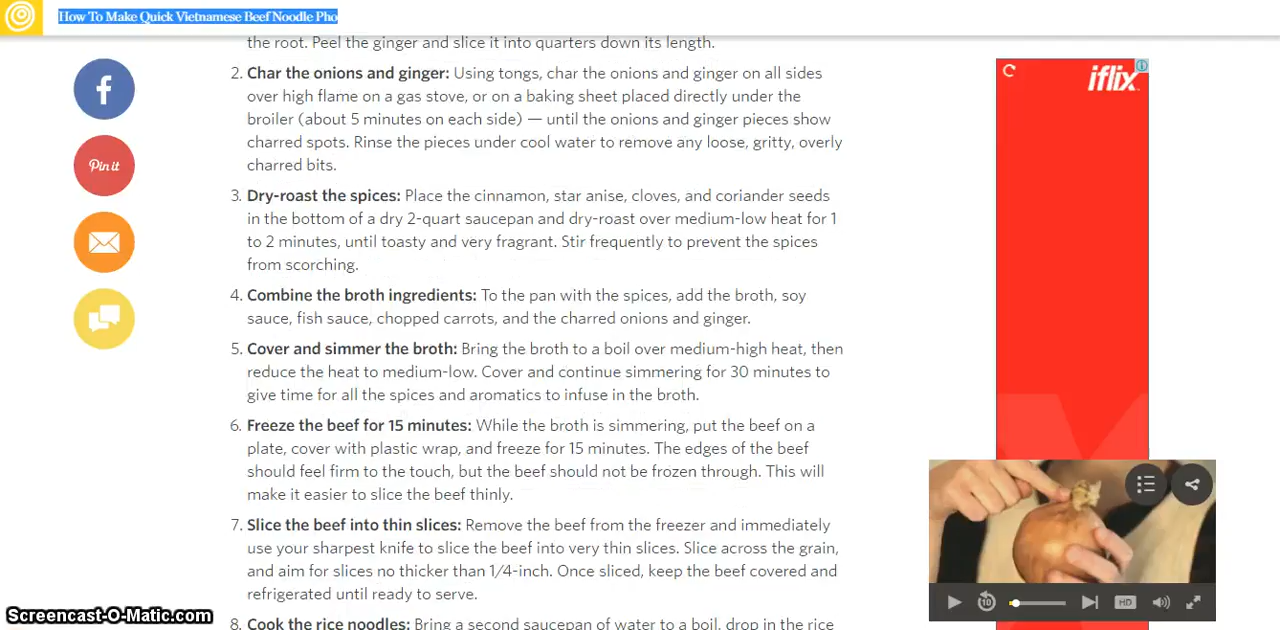 How To Make Quick Vietnamese Beef Noodle Pho
the root. Peel the ginger and slice it into quarters down its length.
2. Char the onions and ginger: Using tongs, char the onions and ginger on all sides
over high flame on a gas stove, or on a baking sheet placed directly under the
broiler (about 5 minutes on each side) — until the onions and ginger pieces show
charred spots. Rinse the pieces under cool water to remove any loose, gritty, overly
charred bits.
3. Dry-roast the spices: Place the cinnamon, star anise, cloves, and coriander seeds
in the bottom of a dry 2-quart saucepan and dry-roast over medium-low heat for 1
to 2 minutes, until toasty and very fragrant. Stir frequently to prevent the spices
from scorching.
4. Combine the broth ingredients: To the pan with the spices, add the broth, soy
sauce, fish sauce, chopped carrots, and the charred onions and ginger.
5. Cover and simmer the broth: Bring the broth to a boil over medium-high heat, then
reduce the heat to medium-low. Cover and continue simmering for 30 minutes to
give time for all the spices and aromatics to infuse in the broth.
6. Freeze the beef for 15 minutes: While the broth is simmering, put the beef on a
plate, cover with plastic wrap, and freeze for 15 minutes. The edges of the beef
should feel firm to the touch, but the beef should not be frozen through. This will
make it easier to slice the beef thinly.
7. Slice the beef into thin slices: Remove the beef from the freezer and immediately
use your sharpest knife to slice the beef into very thin slices. Slice across the grain,
and aim for slices no thicker than 1/4-inch. Once sliced, keep the beef covered and
refrigerated until ready to serve.
8. Cook the rice noodles: Bring a second saucepan of water to a boil, drop in the rice
f
Pin it
iflix
10
HD
Screencast-O-Matic.com